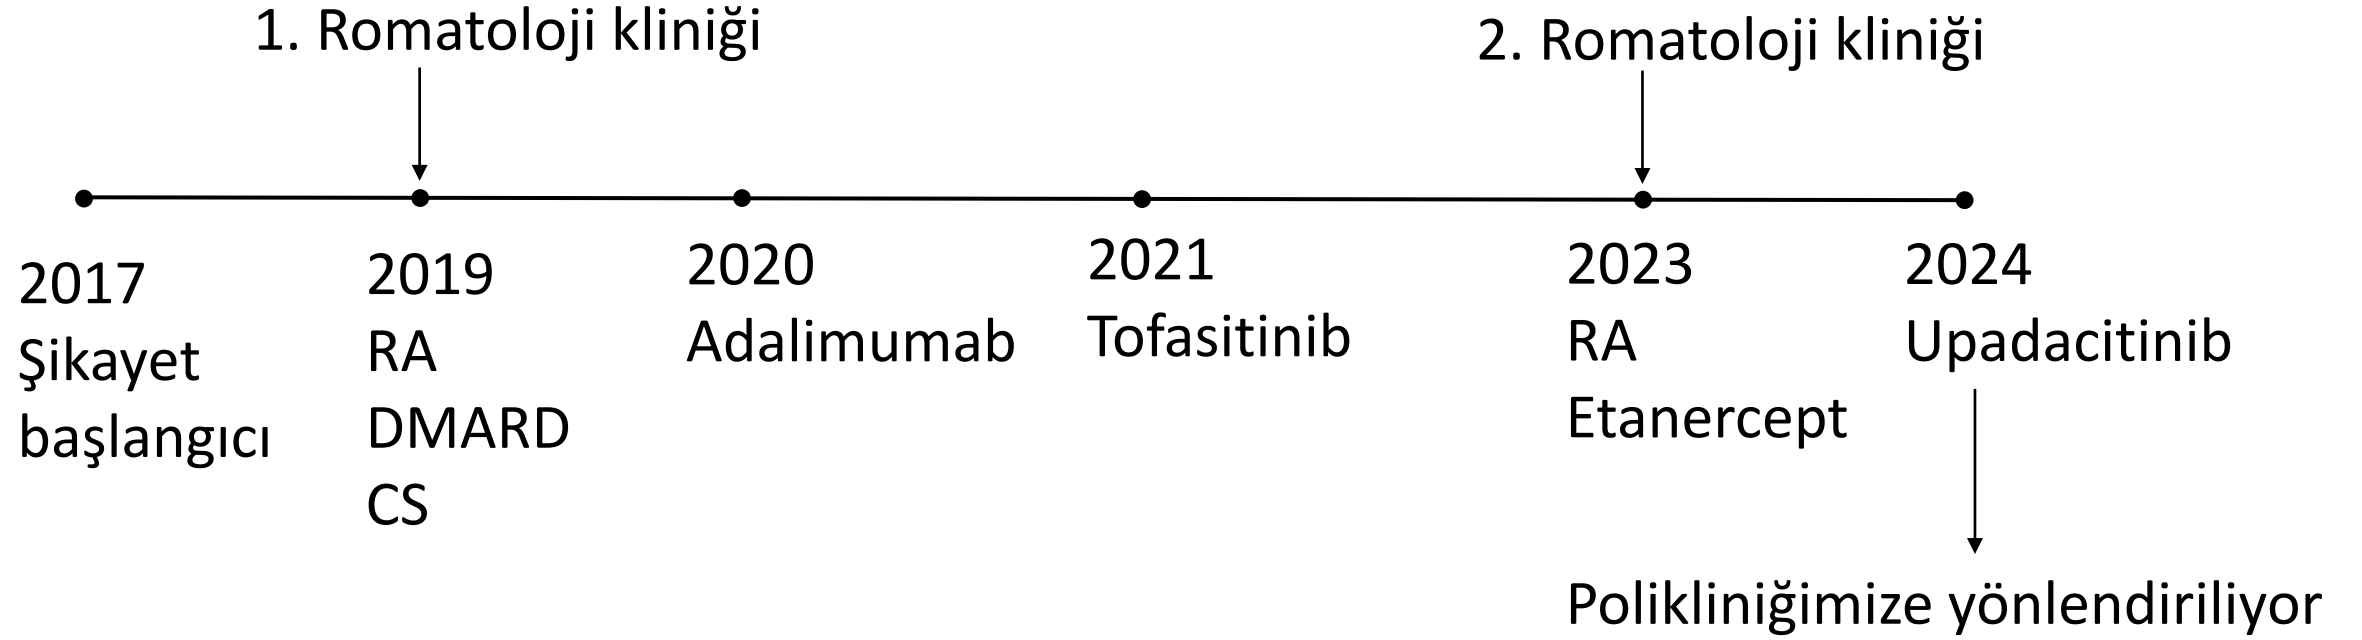 1. Romatoloji kliniği
2. Romatoloji kliniği
2017
Şikayet
başlangıcı
2019
RA
DMARD
CS
2020
Adalimumab
2021
Tofasitinib
2023
RA
Etanercept
2024
Upadacitinib
Polikliniğimize yönlendiriliyor